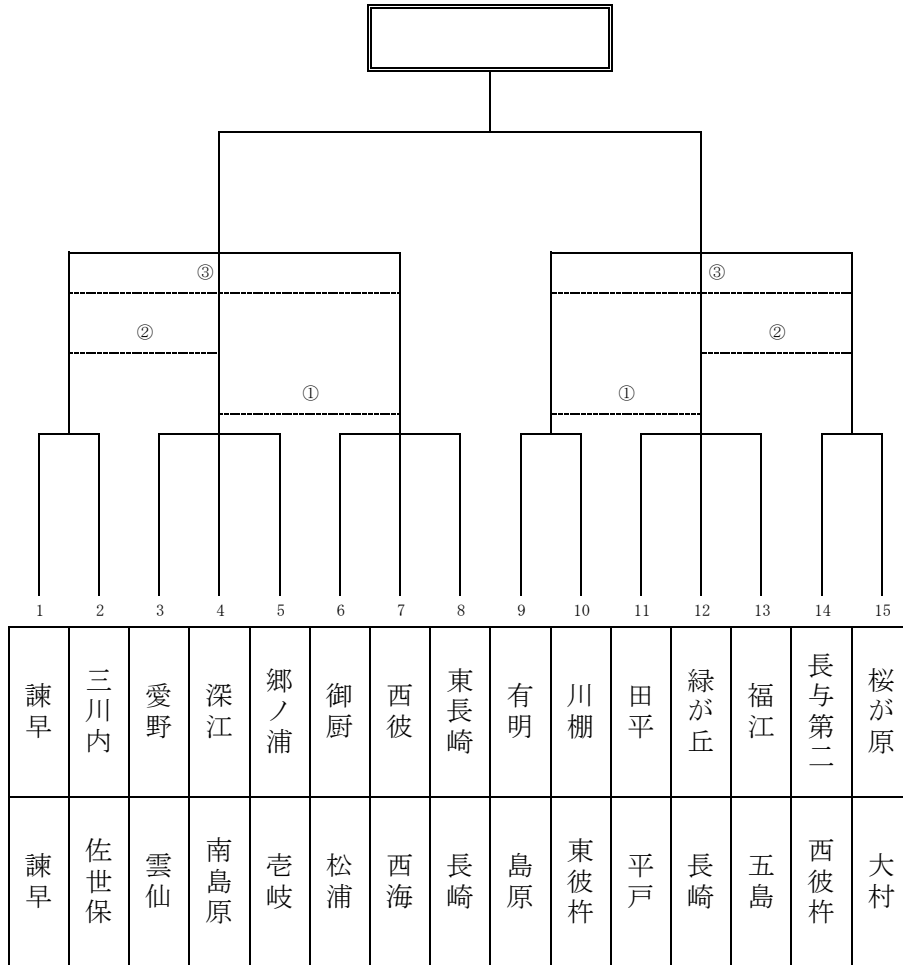 ③ ③
② ②
① ①
1 2 3 4 5 6 7 8 9 10 11 12 13 14 15
諫早 三川内 愛野 深江 郷ノ浦 御厨 西彼 東長崎 有明 川棚 田平 緑が丘 福江 長与第二 桜が原
諫早 佐世保 雲仙 南島原 壱岐 松浦 西海 長崎 島原 東彼杵 平戸 長崎 五島 西彼杵 大村